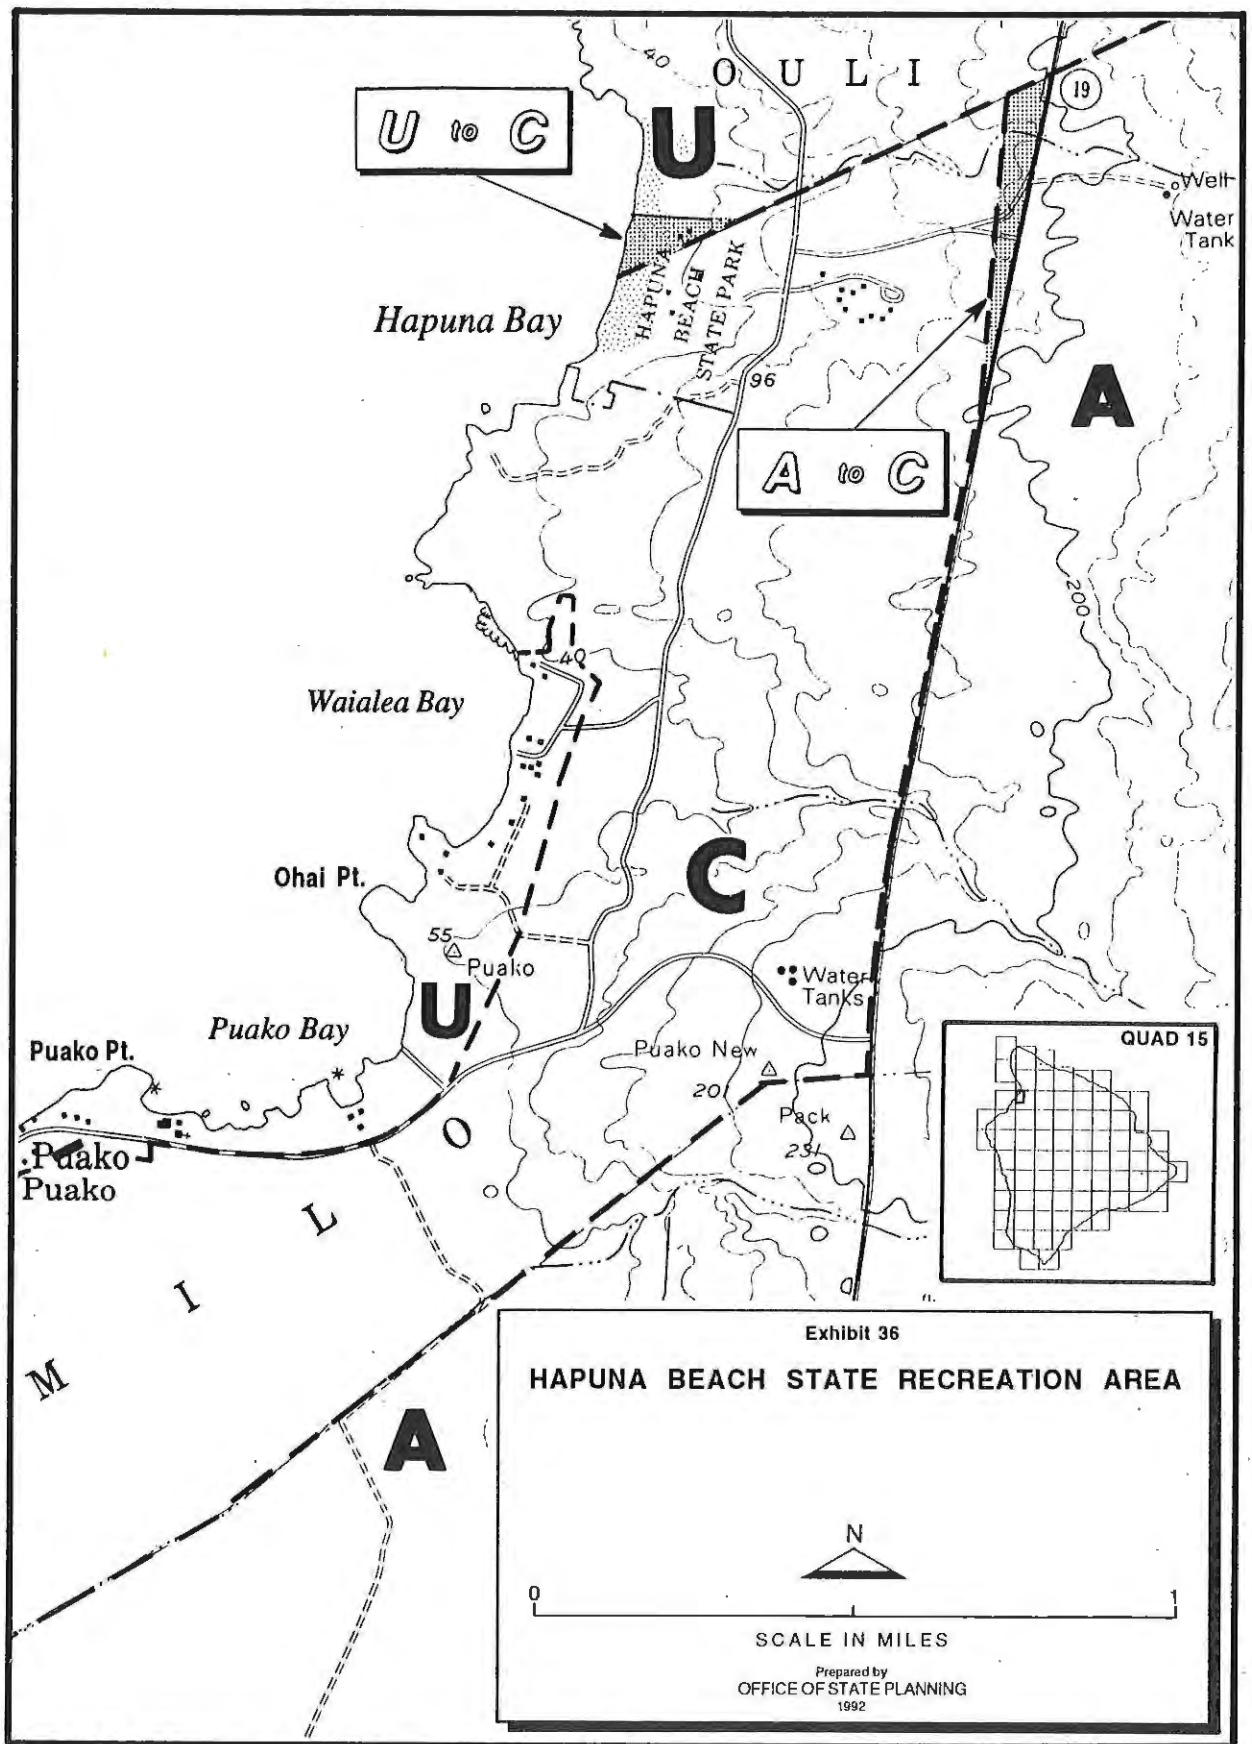 40
O U L I
19
U to C
U
Well
Water
Tank
HAPUNA
BEACH
STATE PARK
Hapuna Bay
96
A
A to C
200
40
Waialea Bay
C
Ohai Pt.
55
Puako
Water
Tanks
U
Puako Bay
Puako Pt.
Puako New
201
Pack
231
QUAD 15
Puako
Puako
O
L
I
M
A
Exhibit 36
HAPUNA BEACH STATE RECREATION AREA
N
0 1
SCALE IN MILES
Prepared by
OFFICE OF STATE PLANNING
1992